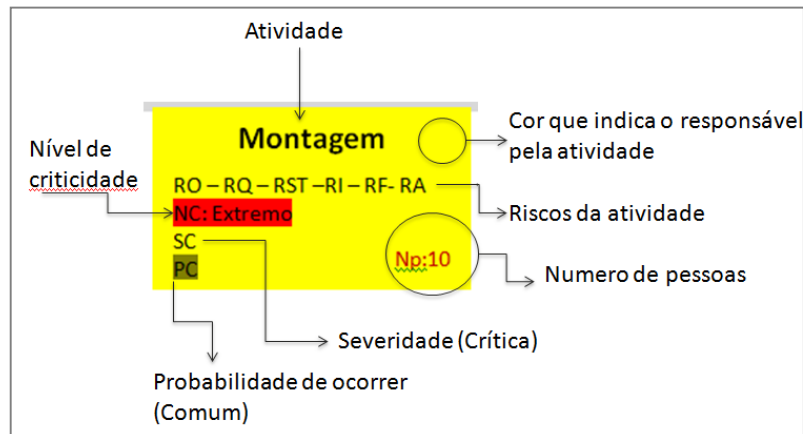 Atividade
Montagem
Cor que indica o responsável
pela atividade
Nível de
criticidade
RO – RQ – RST –RI – RF- RA
Riscos da atividade
NC: Extremo
SC
PC
Np:10
Numero de pessoas
Severidade (Crítica)
Probabilidade de ocorrer
(Comum)